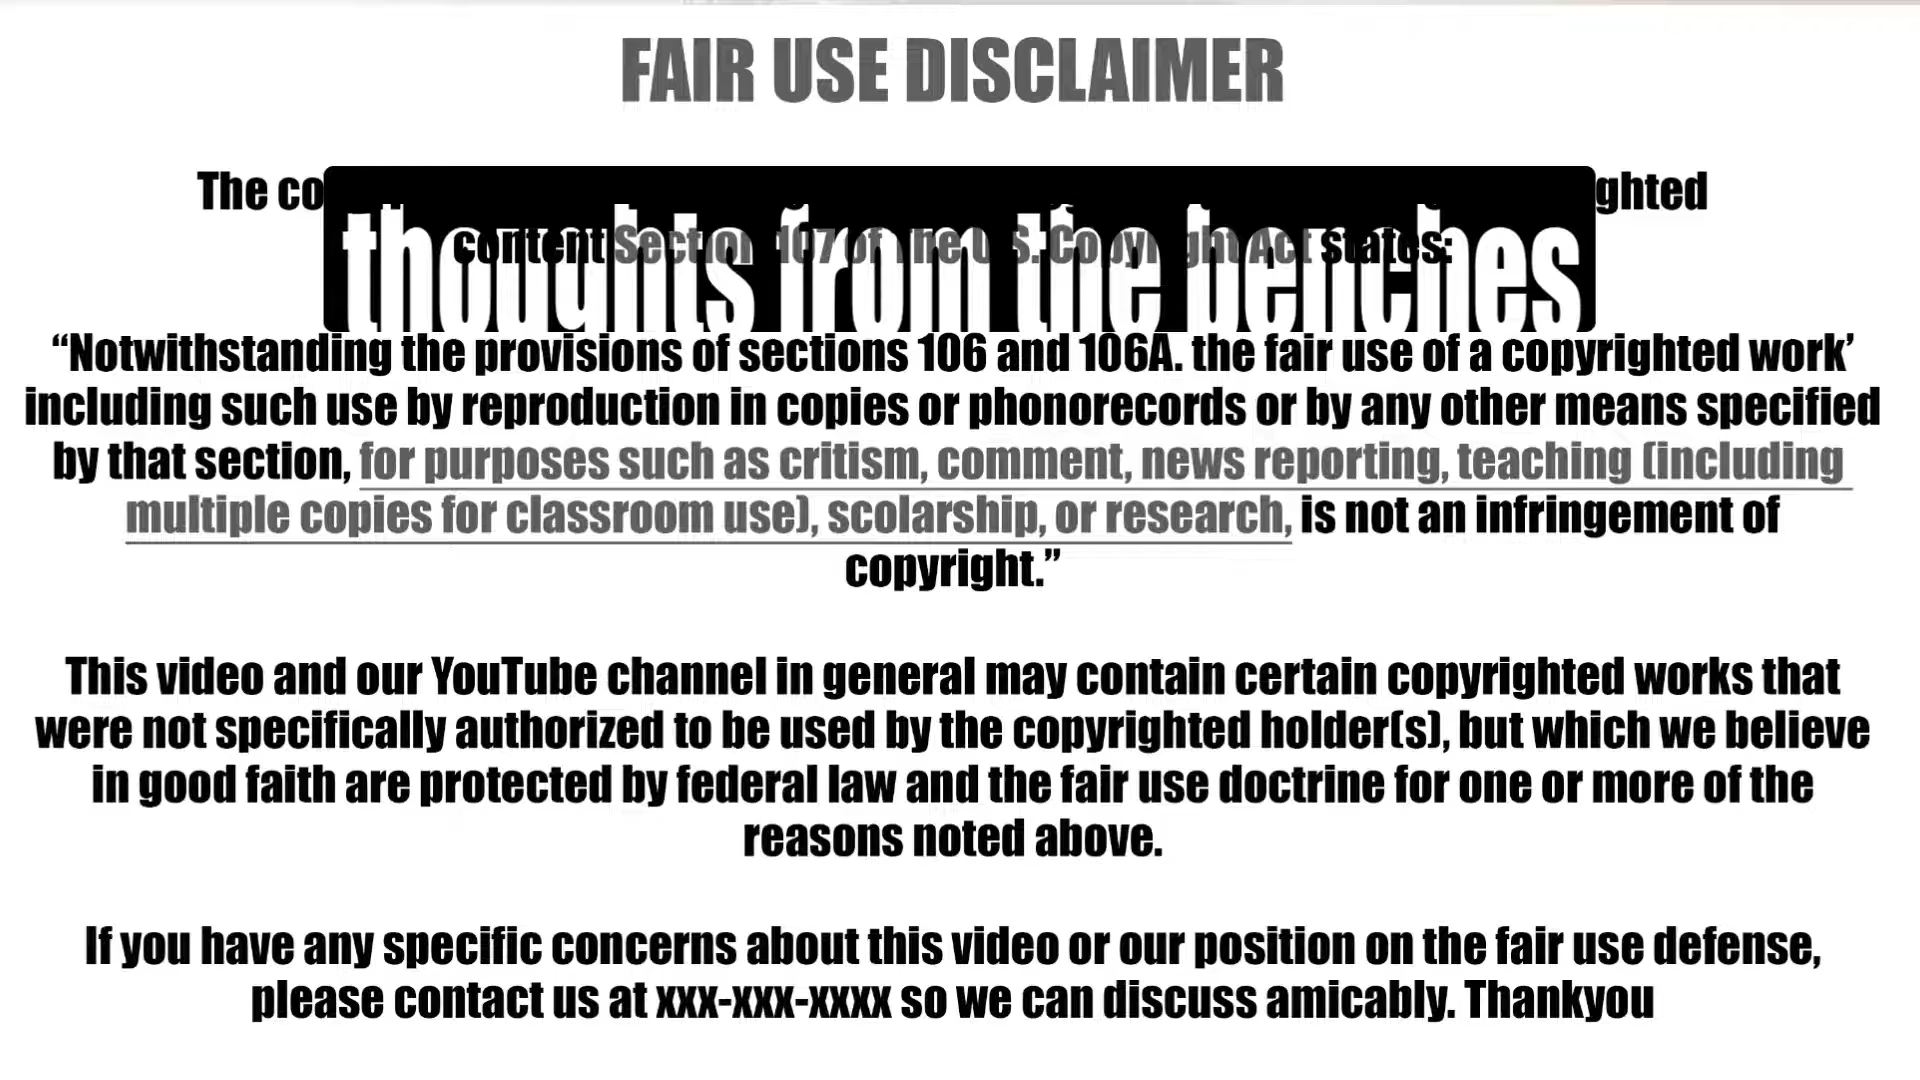 FAIR USE DISCLAIMER
The co ghted
thoughts from the benches
content Section 107 of The U.S. Copyright Act states:
“Notwithstanding the provisions of sections 106 and 106A. the fair use of a copyrighted work’
including such use by reproduction in copies or phonorecords or by any other means specified
by that section, for purposes such as critism, comment, news reporting, teaching (including
multiple copies for classroom use), scolarship, or research, is not an infringement of
copyright.”
This video and our YouTube channel in general may contain certain copyrighted works that
were not specifically authorized to be used by the copyrighted holder(s), but which we believe
in good faith are protected by federal law and the fair use doctrine for one or more of the
reasons noted above.
If you have any specific concerns about this video or our position on the fair use defense,
please contact us at xxx-xxx-xxxx so we can discuss amicably. Thankyou